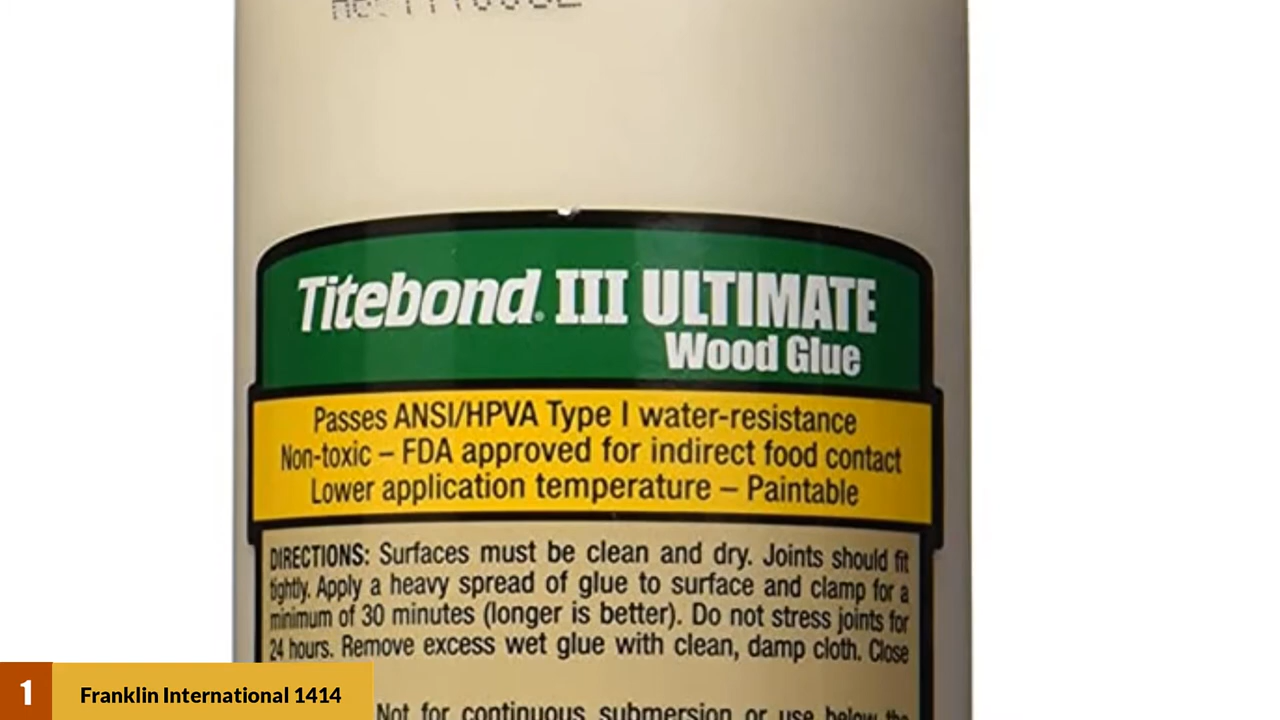 Titebond® III ULTIMATE
Wood Glue
Passes ANSI/HPVA Type I water-resistance
Non-toxic – FDA approved for indirect food contact
Lower application temperature – Paintable
DIRECTIONS: Surfaces must be clean and dry. Joints should fit
tightly. Apply a heavy spread of glue to surface and clamp for a
minimum of 30 minutes (longer is better). Do not stress joints for
24 hours. Remove excess wet glue with clean, damp cloth. Close
Not for continuous submersion or use below the
1 Franklin International 1414